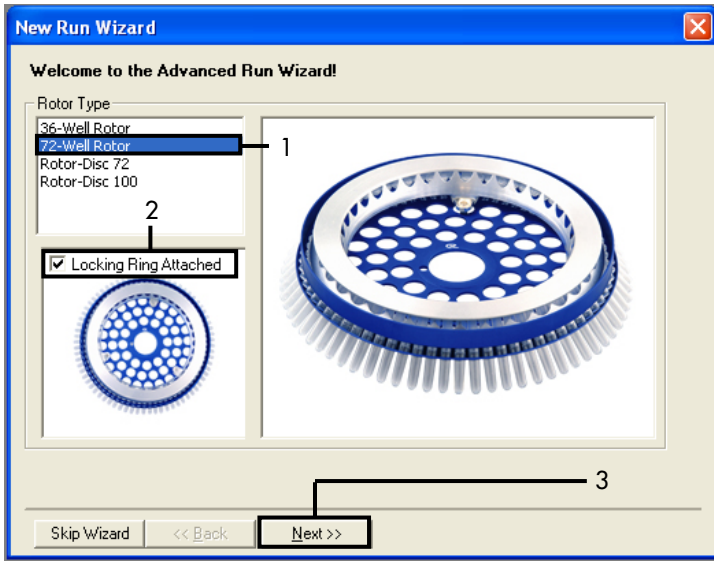 New Run Wizard
Welcome to the Advanced Run Wizard!
Rotor Type
36-Well Rotor
72-Well Rotor
1
Rotor-Disc 72
Rotor-Disc 100
2
Locking Ring Attached
3
Skip Wizard
<< Back
Next >>